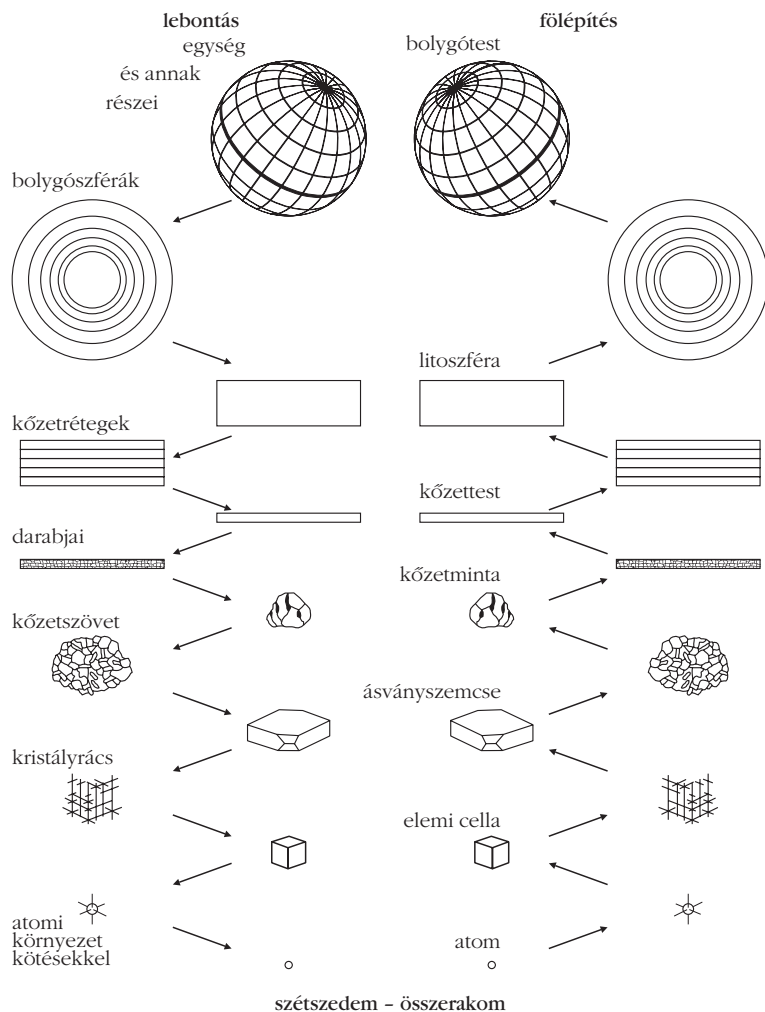 lebontás
fölépítés
egység
bolygótest
és annak
részei
bolygószférák
litoszféra
kőzetrétegek
kőzettest
darabjai
kőzetminta
kőzetszövet
ásványszemcse
kristályrács
elemi cella
atomi
környezet
kötésekkel
atom
szétszedem – összerakom